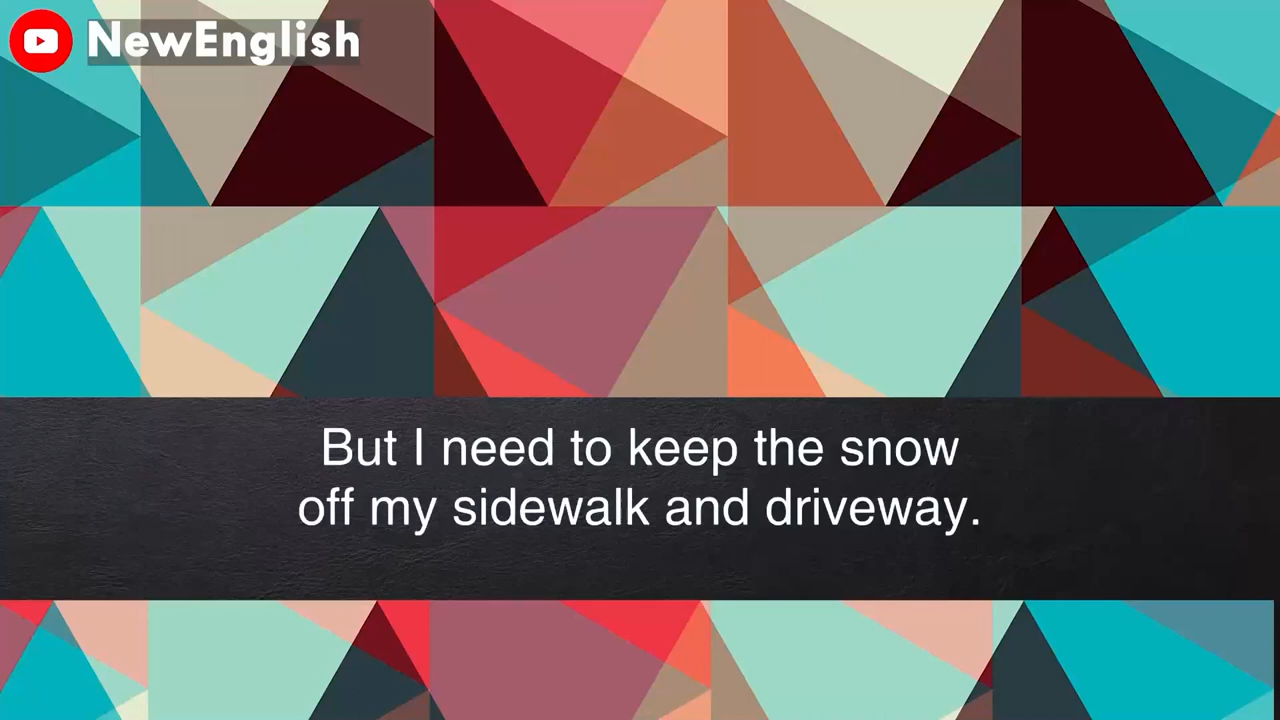 NewEnglish
But I need to keep the snow
off my sidewalk and driveway.